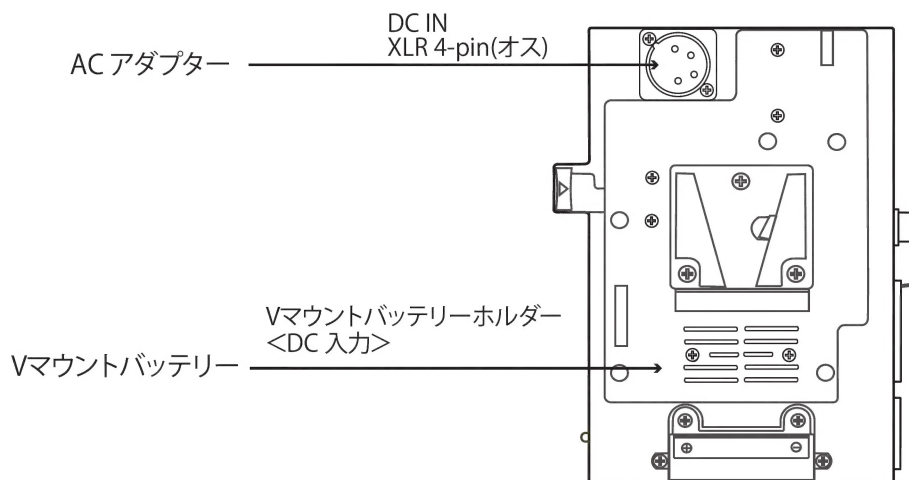 DC IN
XLR 4-pin(オス)
ACアダプター
Vマウントバッテリーホルダー
＜DC 入力＞
Vマウントバッテリー